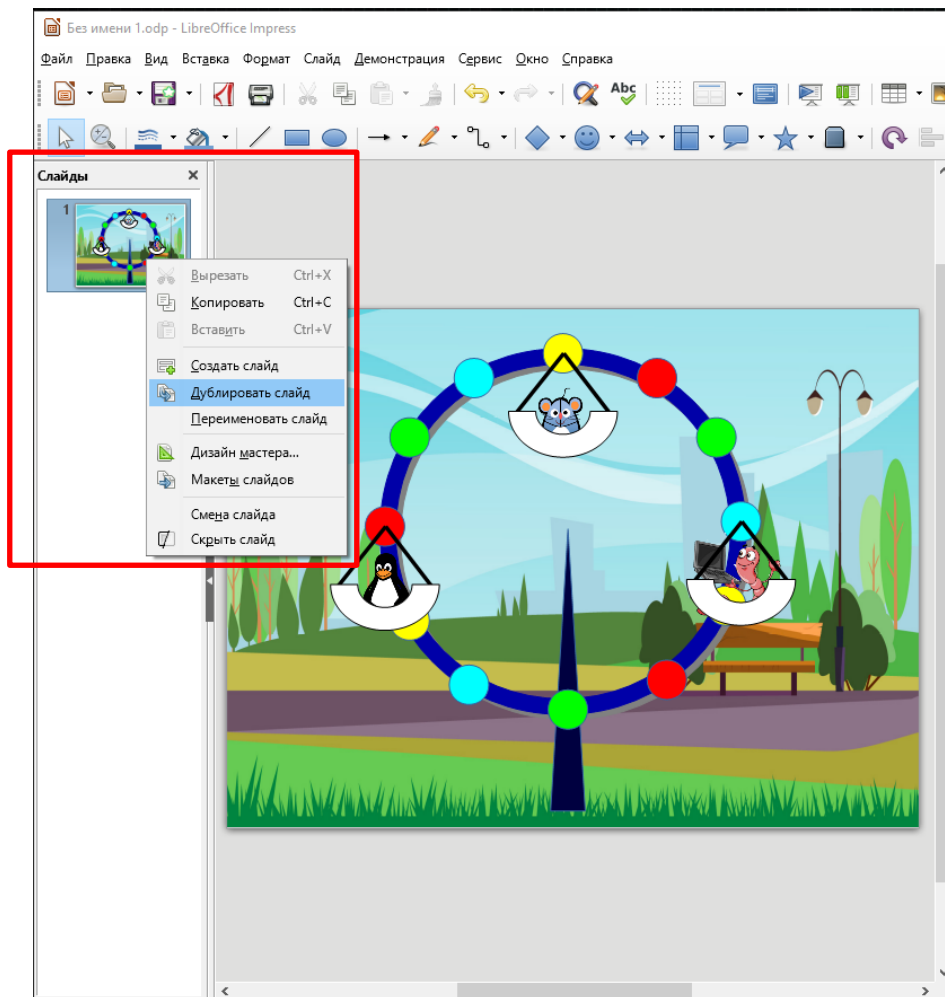 Без имени 1.odp - LibreOffice Impress
Файл Правка Вид Вставка Формат Слайд Демонстрация Сервис Окно Справка
Abc
Слайды
1
Вырезать Ctrl+X
Копировать Ctrl+C
Вставить Ctrl+V
Создать слайд
Дублировать слайд
Переименовать слайд
Дизайн мастера...
Макеты слайдов
Смена слайда
Скрыть слайд